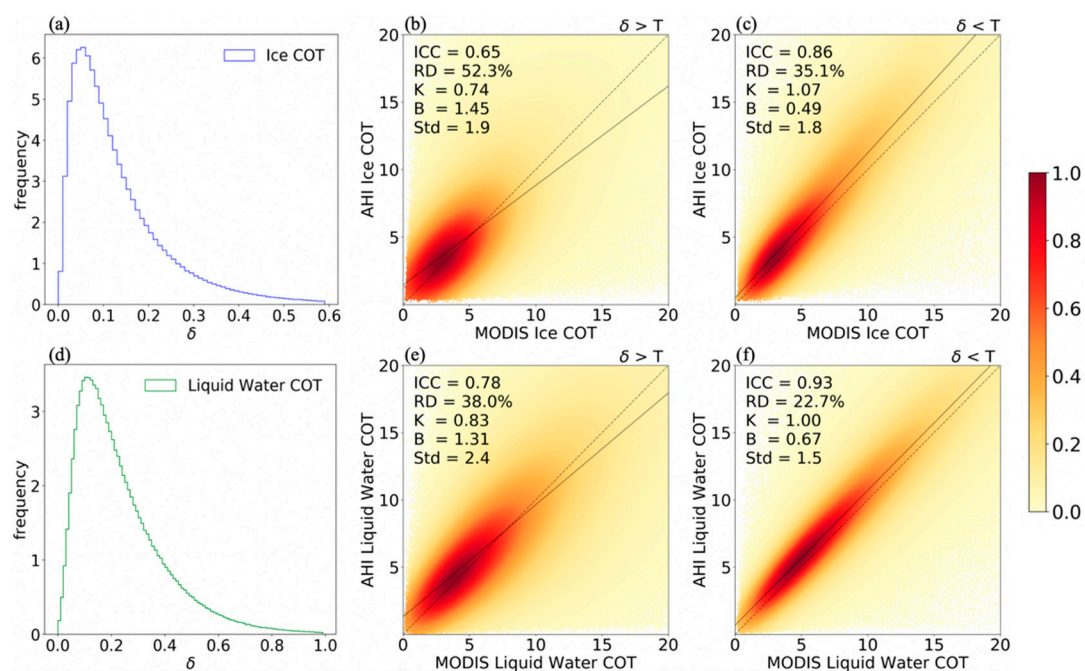 (a)
Ice COT
frequency
6
5
4
3
2
1
0
0.0 0.1 0.2 0.3 0.4 0.5 0.6
δ
(b)
δ > T
ICC = 0.65
RD = 52.3%
K = 0.74
B = 1.45
Std = 1.9
AHI Ice COT
20
15
10
5
0 5 10 15 20
MODIS Ice COT
(c)
δ < T
ICC = 0.86
RD = 35.1%
K = 1.07
B = 0.49
Std = 1.8
AHI Ice COT
20
15
10
5
0 5 10 15 20
MODIS Ice COT
1.0
0.8
0.6
0.4
0.2
0.0
(d)
Liquid Water COT
frequency
3
2
1
0
0.0 0.2 0.4 0.6 0.8 1.0
δ
(e)
δ > T
ICC = 0.78
RD = 38.0%
K = 0.83
B = 1.31
Std = 2.4
AHI Liquid Water COT
20
15
10
5
0 5 10 15 20
MODIS Liquid Water COT
(f)
δ < T
ICC = 0.93
RD = 22.7%
K = 1.00
B = 0.67
Std = 1.5
AHI Liquid Water COT
20
15
10
5
0 5 10 15 20
MODIS Liquid Water COT